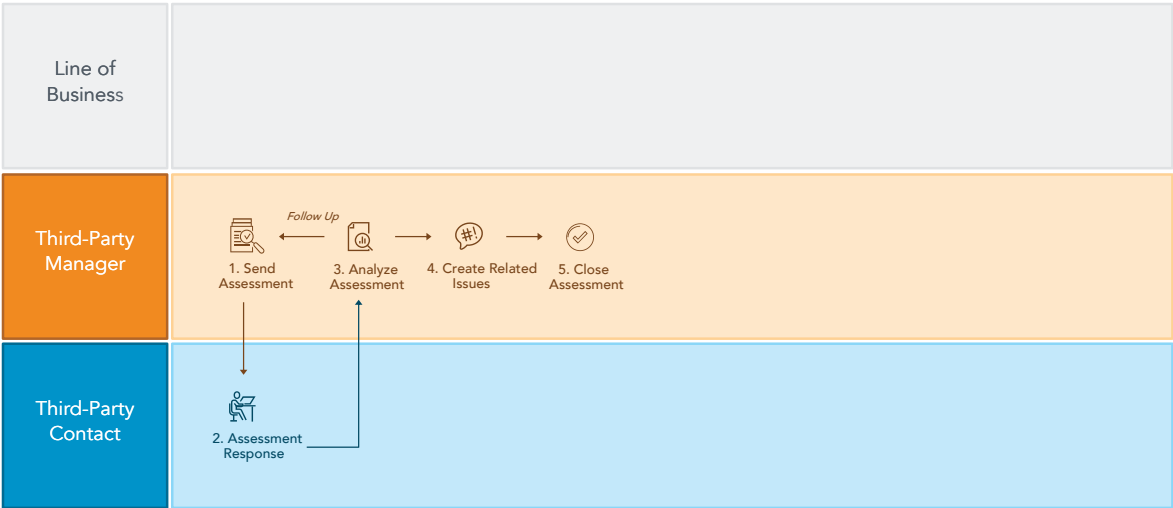 Line of
Business
Third-Party
Manager
Follow Up
1. Send
Assessment
3. Analyze
Assessment
#!
4. Create Related
Issues
5. Close
Assessment
Third-Party
Contact
2. Assessment
Response